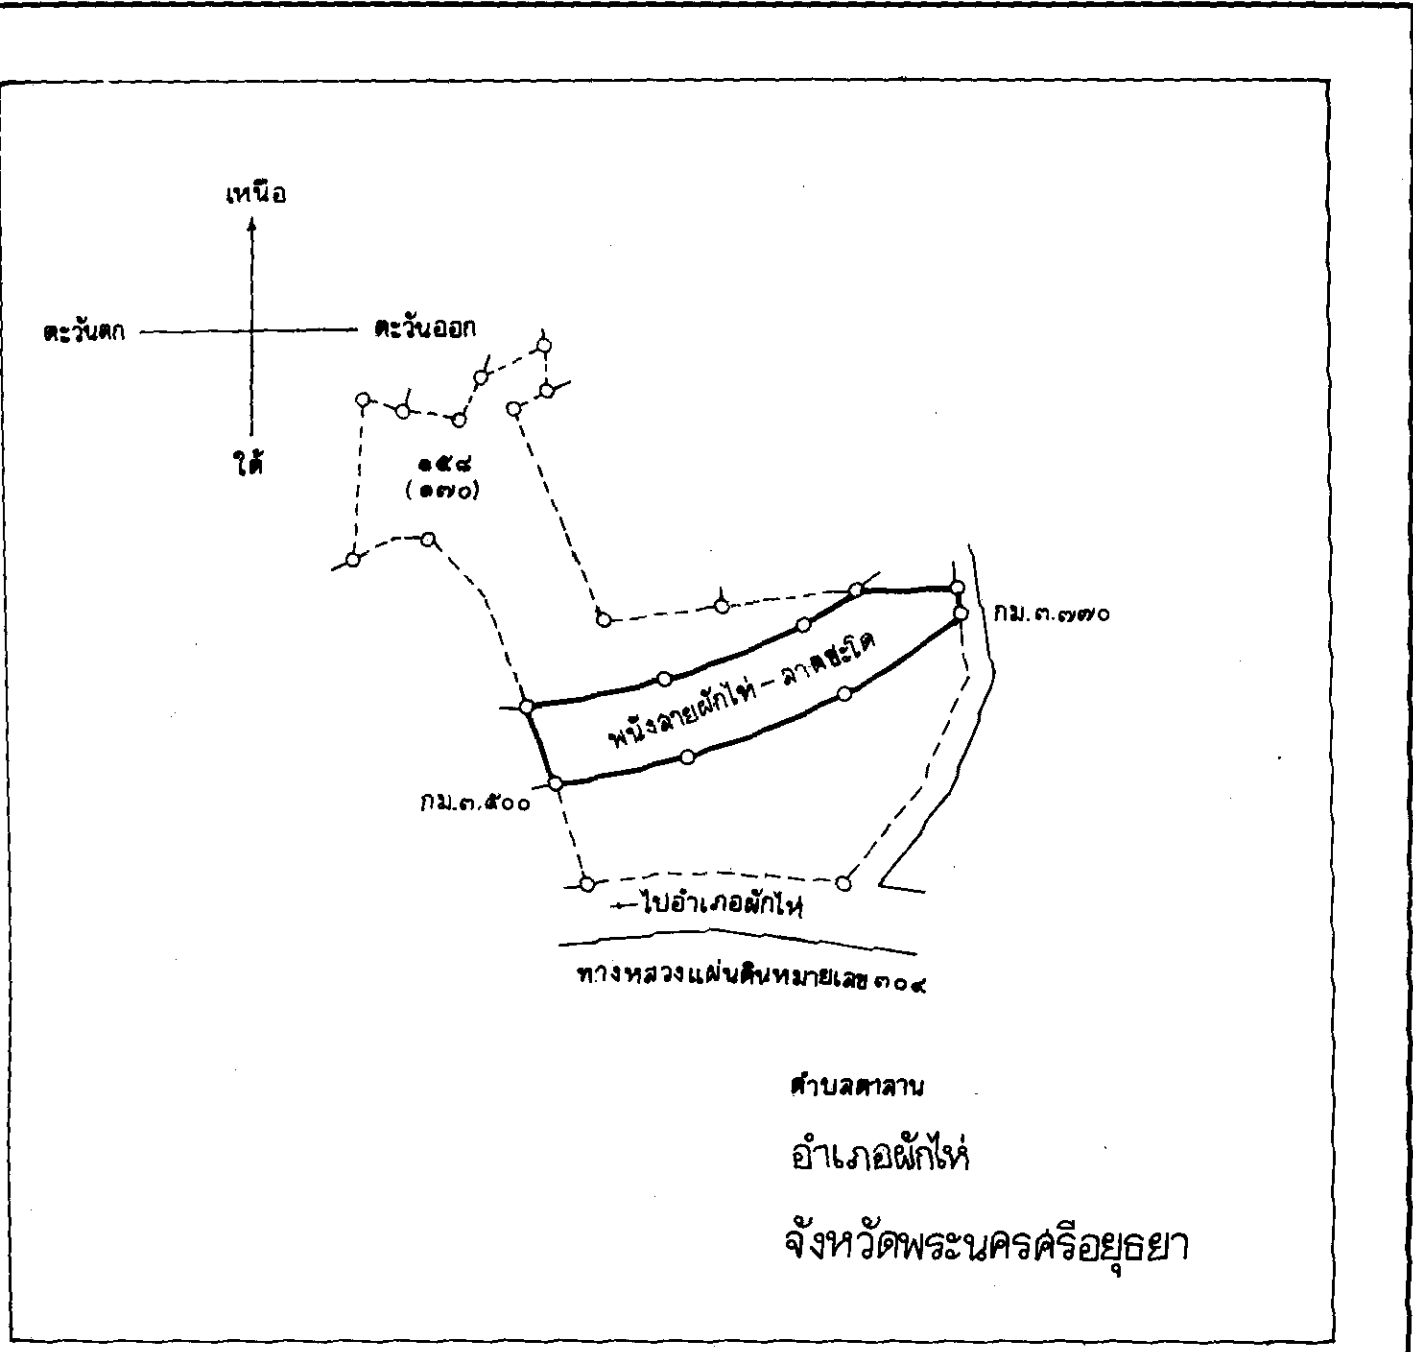 เหนือ
ตะวันตก
ตะวันออก
ใต้
๑๕๘
(๑๗๐)
กม.๓.๗๗๐
พนังสายผักไห่ - ลาดชะโด
กม.๓.๕๐๐
←ไปอำเภอผักไห่
ทางหลวงแผ่นดินหมายเลข ๓๐๙
ตำบลตาลาน
อำเภอผักไห่
จังหวัดพระนครศรีอยุธยา